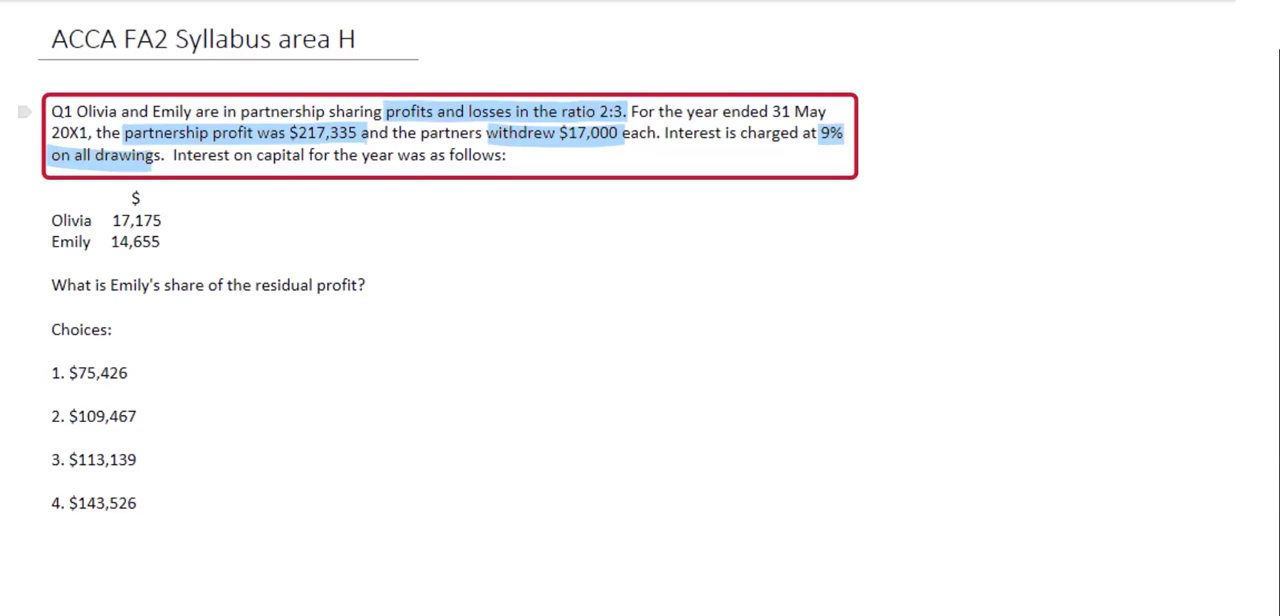 ACCA FA2 Syllabus area H
Q1 Olivia and Emily are in partnership sharing profits and losses in the ratio 2:3. For the year ended 31 May
20X1, the partnership profit was $217,335 and the partners withdrew $17,000 each. Interest is charged at 9%
on all drawings.  Interest on capital for the year was as follows:
$
Olivia 17,175
Emily 14,655
What is Emily's share of the residual profit?
Choices:
1. $75,426
2. $109,467
3. $113,139
4. $143,526